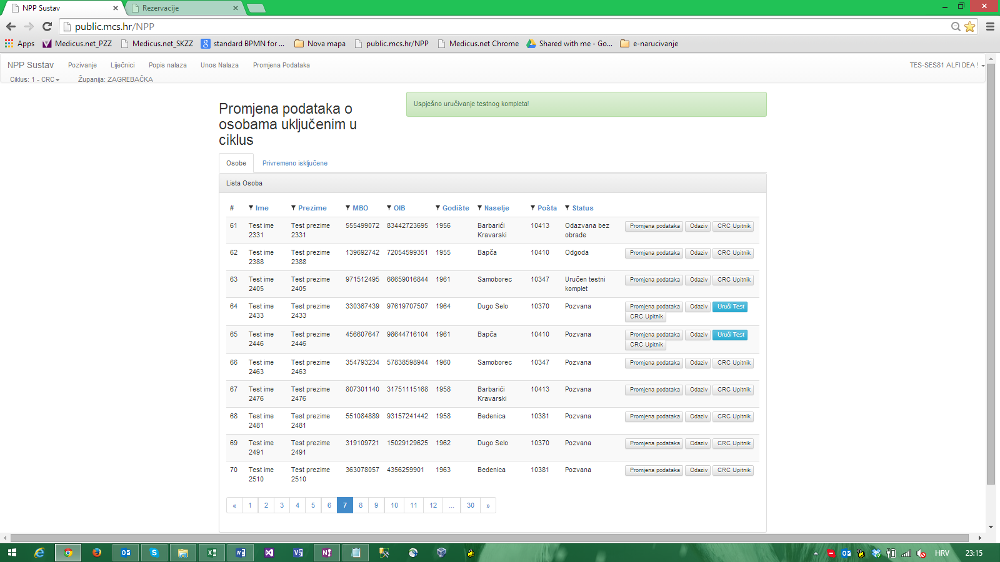 NPP Sustav
Rezervacije
public.mcs.hr/NPP
Apps Medicus.net_PZZ Medicus.net_SKZZ standard BPMN for ... Nova mapa public.mcs.hr/NPP Medicus.net Chrome Shared with me - Go... e-narucivanje
NPP Sustav Pozivanje Liječnici Popis nalaza Unos Nalaza Promjena Podataka TES-SES81 ALFI DEA !
Ciklus: 1 - CRC Županija: ZAGREBAČKA
Uspješno uručivanje testnog kompleta!
Promjena podataka o
osobama uključenim u
ciklus
Osobe Privremeno isključene
Lista Osoba
# Ime Prezime MBO OIB Godište Naselje Pošta Status
61 Test ime Test prezime 555499072 83442723695 1956 Barbarići 10413 Odazvana bez Promjena podataka Odaziv CRC Upitnik
2331 2331 Kravarski obrade
62 Test ime Test prezime 139692742 72054599351 1955 Bapča 10410 Odgoda Promjena podataka Odaziv CRC Upitnik
2388 2388
63 Test ime Test prezime 971512495 66659016844 1961 Samoborec 10347 Uručen testni Promjena podataka Odaziv CRC Upitnik
2405 2405 komplet
64 Test ime Test prezime 330367439 97619707507 1964 Dugo Selo 10370 Pozvana Promjena podataka Odaziv Uruči Test
2433 2433 CRC Upitnik
65 Test ime Test prezime 456607647 98644716104 1961 Bapča 10410 Pozvana Promjena podataka Odaziv Uruči Test
2446 2446 CRC Upitnik
66 Test ime Test prezime 354793234 57838598944 1960 Samoborec 10347 Pozvana Promjena podataka Odaziv CRC Upitnik
2463 2463
67 Test ime Test prezime 807301140 31751115168 1958 Barbarići 10413 Pozvana Promjena podataka Odaziv CRC Upitnik
2476 2476 Kravarski
68 Test ime Test prezime 551084889 93157241442 1958 Bedenica 10381 Pozvana Promjena podataka Odaziv CRC Upitnik
2481 2481
69 Test ime Test prezime 319109721 15029129625 1962 Dugo Selo 10370 Pozvana Promjena podataka Odaziv CRC Upitnik
2491 2491
70 Test ime Test prezime 363078057 4356259901 1963 Bedenica 10381 Pozvana Promjena podataka Odaziv CRC Upitnik
2510 2510
« 1 2 3 4 5 6 7 8 9 10 11 12 ... 30 »
HRV 23:15